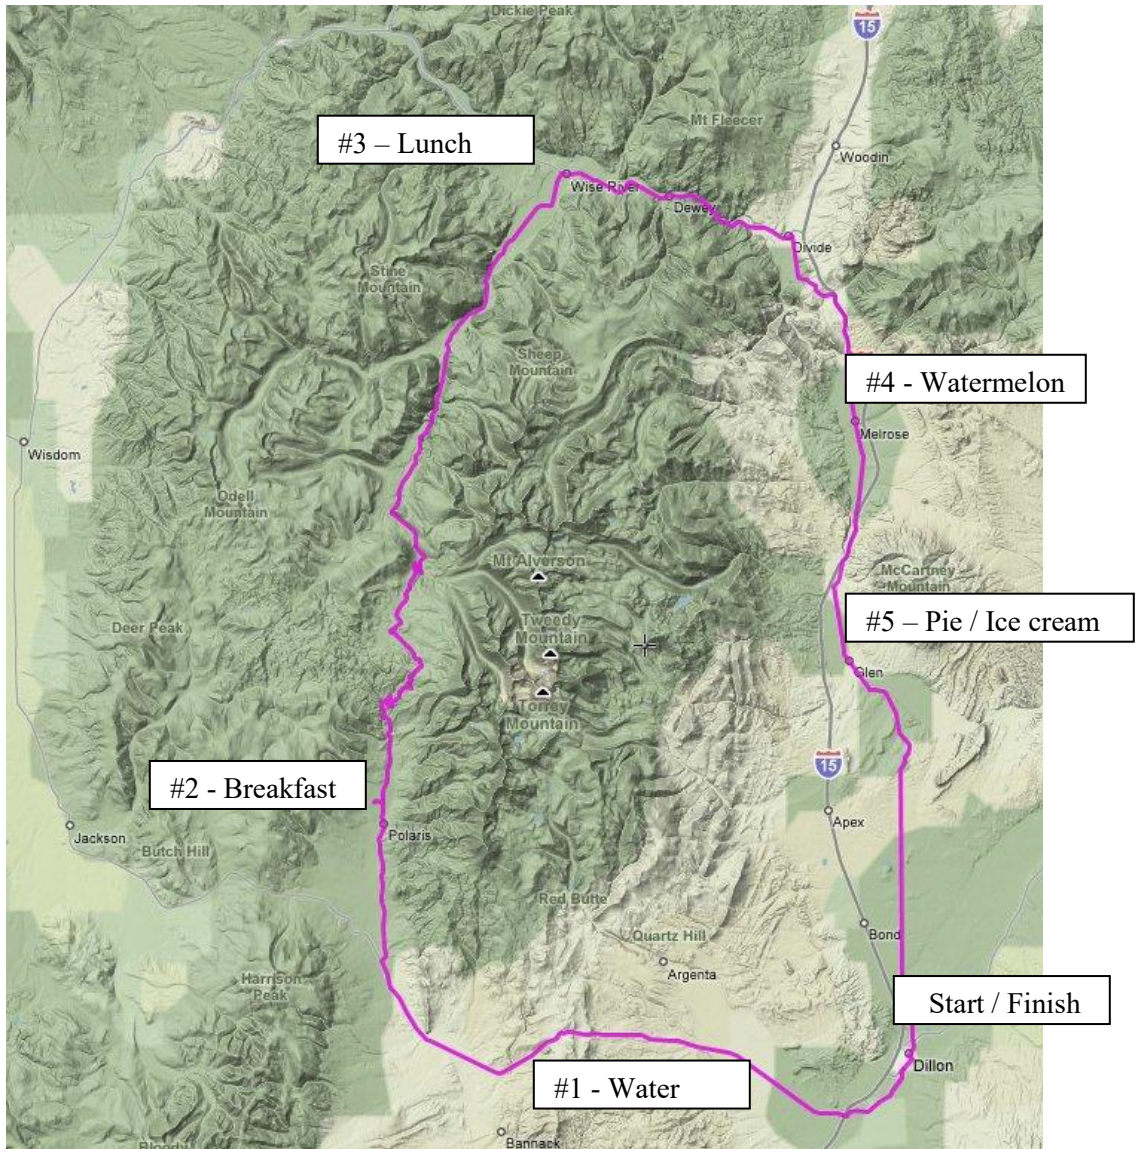 Dickie Peak
15
#3 – Lunch
Mt Fleecer
Woodin
Wise River
Dewey
Divide
Stine
Mountain
Sheep
Mountain
#4 - Watermelon
Melrose
Wisdom
Odell
Mountain
Mt Alverson
McCartney
Mountain
#5 – Pie / Ice cream
Deer Peak
Tweedy
Mountain
Glen
Torrey
Mountain
15
#2 - Breakfast
Apex
Polaris
Jackson
Butch Hill
Red Butte
Bond
Quartz Hill
Argenta
Harrison
Peak
Start / Finish
Dillon
#1 - Water
Bannack
Bloody